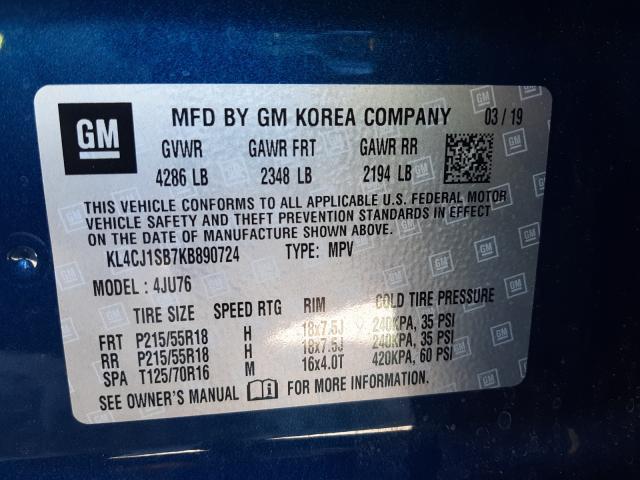 GM MFD BY GM KOREA COMPANY 03 / 19
GVWR GAWR FRT GAWR RR
4286 LB 2348 LB 2194 LB
THIS VEHICLE CONFORMS TO ALL APPLICABLE U.S. FEDERAL MOTOR
VEHICLE SAFETY AND THEFT PREVENTION STANDARDS IN EFFECT
ON THE DATE OF MANUFACTURE SHOWN ABOVE.
KL4CJ1SB7KB890724 TYPE: MPV
MODEL : 4JU76
TIRE SIZE SPEED RTG RIM COLD TIRE PRESSURE
FRT P215/55R18 H 18x7.5J 240KPA, 35 PSI
RR P215/55R18 H 18x7.5J 240KPA, 35 PSI
SPA T125/70R16 M 16x4.0T 420KPA, 60 PSI
SEE OWNER'S MANUAL FOR MORE INFORMATION.